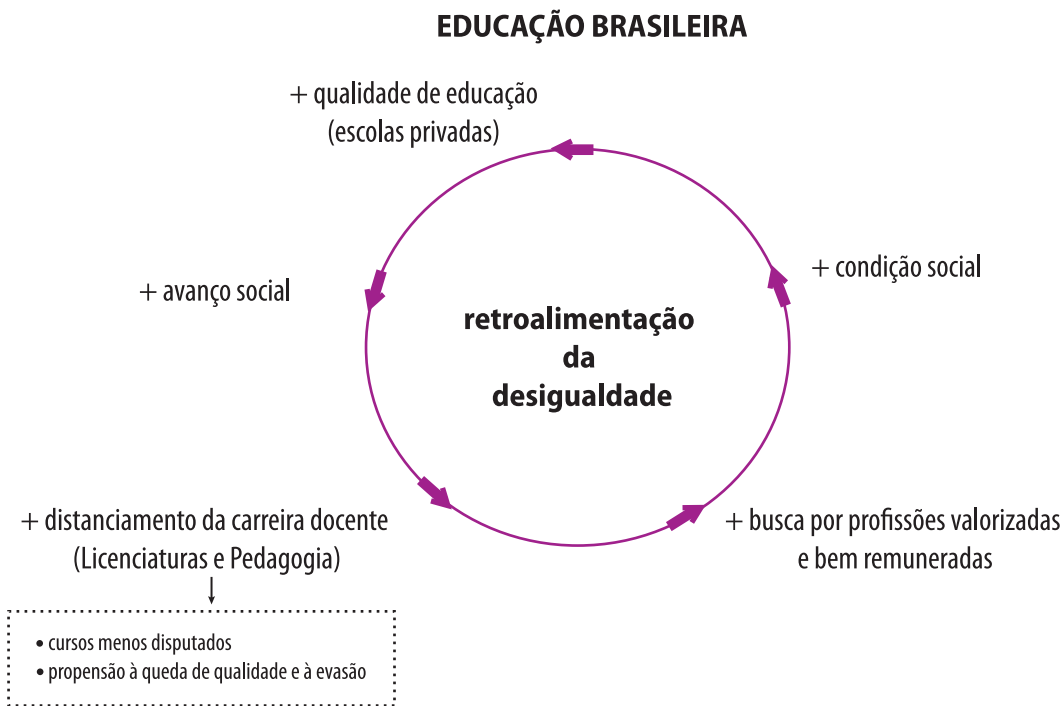 EDUCAÇÃO BRASILEIRA
+ qualidade de educação
(escolas privadas)
+ condição social
+ avanço social
retroalimentação
da
desigualdade
+ distanciamento da carreira docente
(Licenciaturas e Pedagogia)
+ busca por profissões valorizadas
e bem remuneradas
• cursos menos disputados
• propensão à queda de qualidade e à evasão